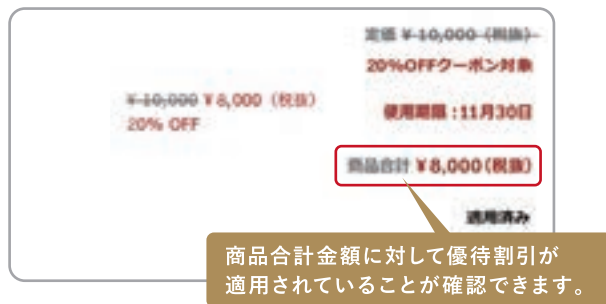 定価 ¥10,000（税抜）
20%OFFクーポン対象
¥10,000 ¥8,000（税抜）
20% OFF
使用期限：11月30日
商品合計 ¥8,000（税抜）
適用済み
商品合計金額に対して優待割引が
適用されていることが確認できます。